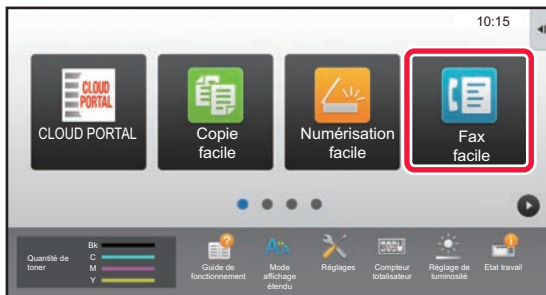 10:15
CLOUD
PORTAL
CLOUD PORTAL
Copie
facile
Numérisation
facile
Fax
facile
Quantité de
toner
Bk
C
M
Y
Guide de
fonctionnement
Mode
affichage
étendu
Réglages
Compteur
totalisateur
Réglage de
luminosité
Etat travail